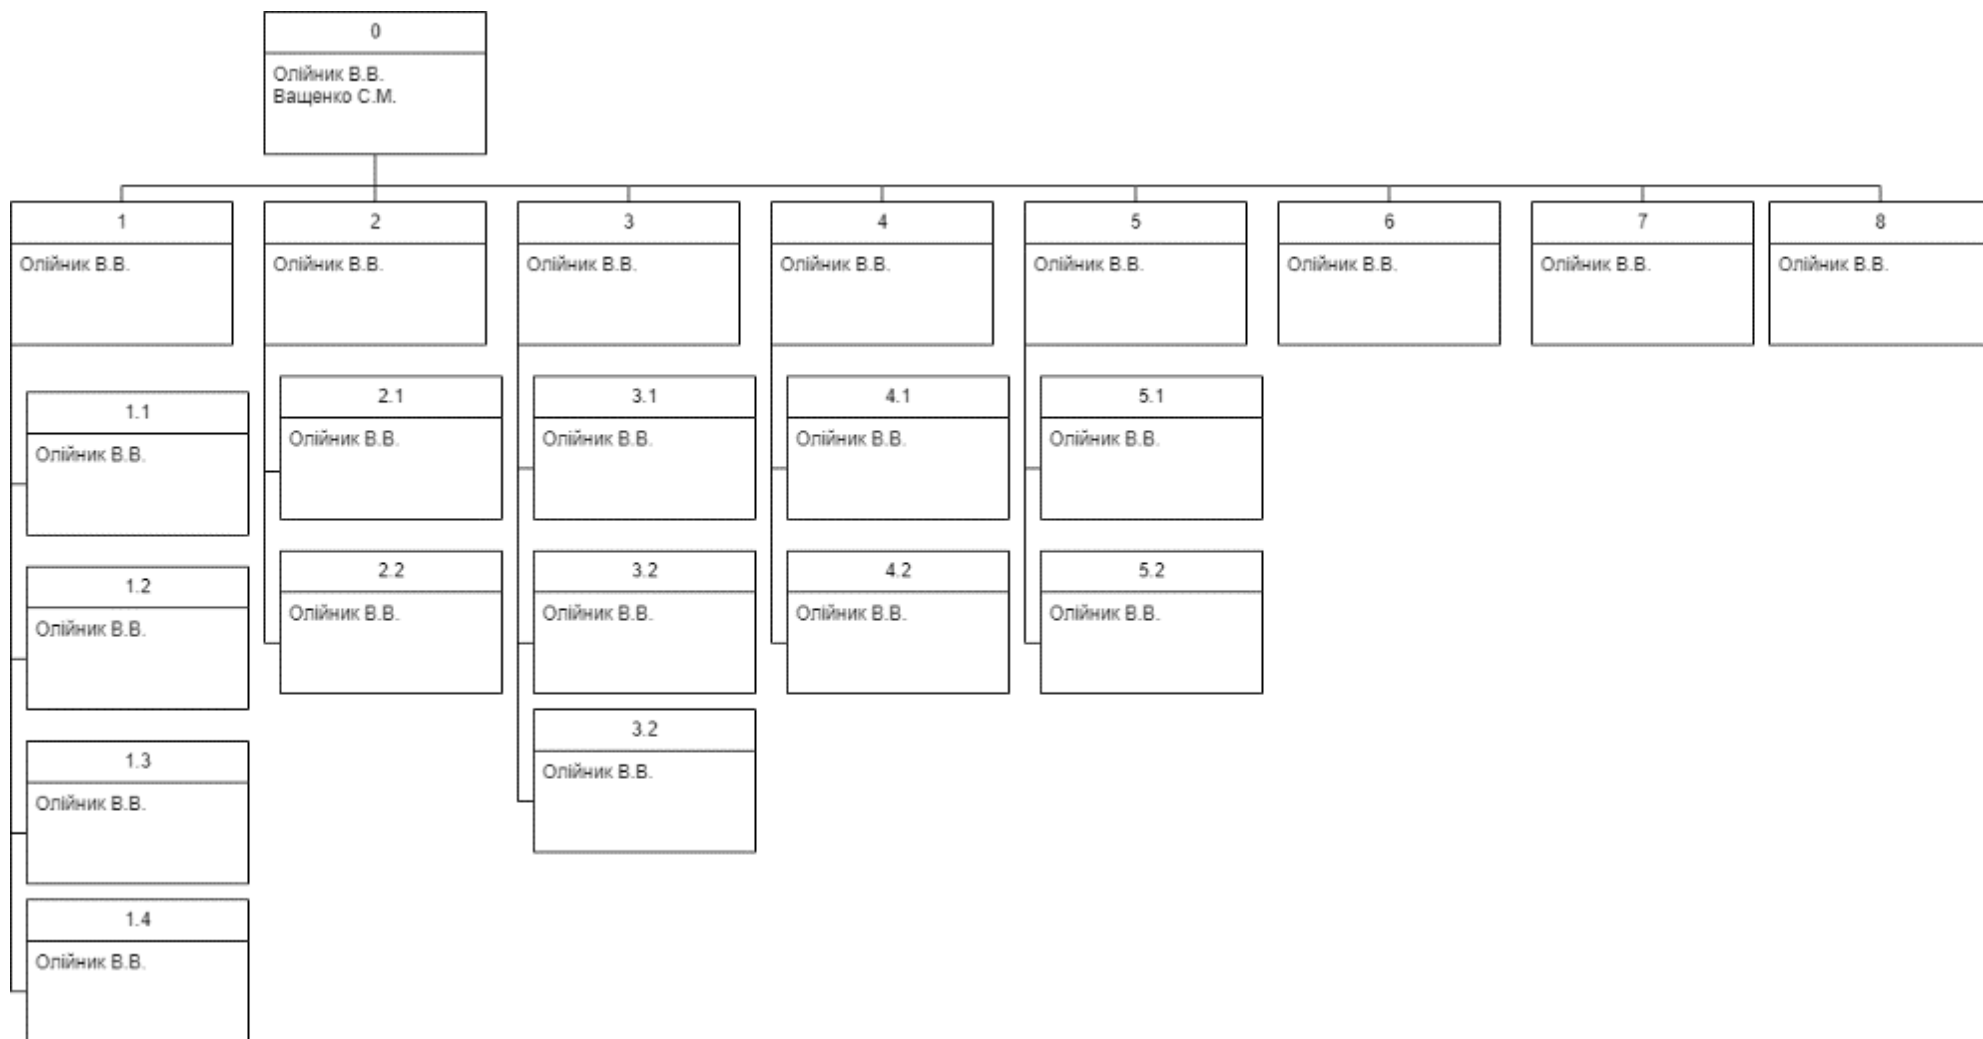 0
Олійник В.В.
Ващенко С.М.
1
Олійник В.В.
2
Олійник В.В.
3
Олійник В.В.
4
Олійник В.В.
5
Олійник В.В.
6
Олійник В.В.
7
Олійник В.В.
8
Олійник В.В.
1.1
Олійник В.В.
1.2
Олійник В.В.
1.3
Олійник В.В.
1.4
Олійник В.В.
2.1
Олійник В.В.
2.2
Олійник В.В.
3.1
Олійник В.В.
3.2
Олійник В.В.
3.2
Олійник В.В.
4.1
Олійник В.В.
4.2
Олійник В.В.
5.1
Олійник В.В.
5.2
Олійник В.В.